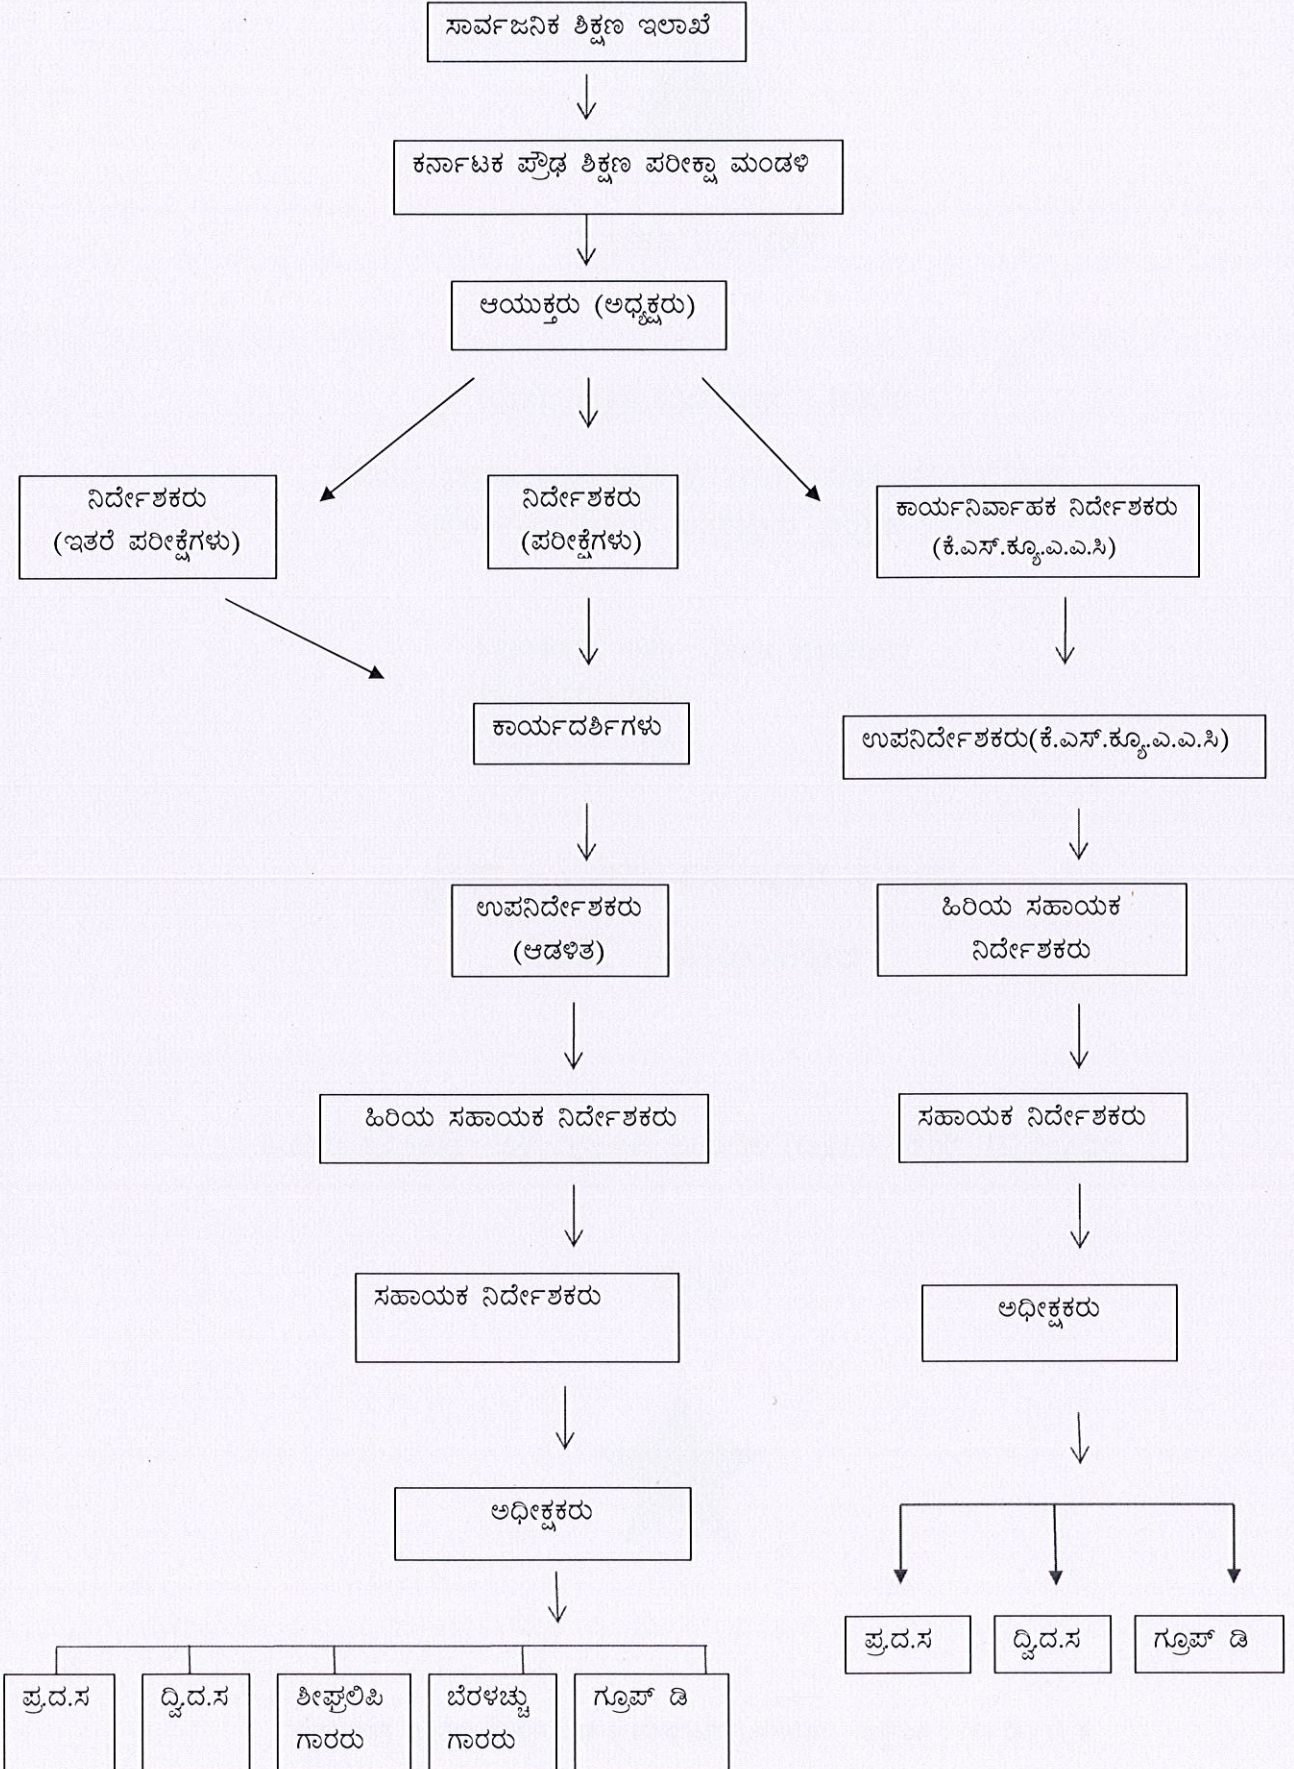 ಸಾರ್ವಜನಿಕ ಶಿಕ್ಷಣ ಇಲಾಖೆ
ಕರ್ನಾಟಕ ಪ್ರೌಢ ಶಿಕ್ಷಣ ಪರೀಕ್ಷಾ ಮಂಡಳಿ
ಆಯುಕ್ತರು (ಅಧ್ಯಕ್ಷರು)
ನಿರ್ದೇಶಕರು
(ಇತರೆ ಪರೀಕ್ಷೆಗಳು)
ನಿರ್ದೇಶಕರು
(ಪರೀಕ್ಷೆಗಳು)
ಕಾರ್ಯನಿರ್ವಾಹಕ ನಿರ್ದೇಶಕರು
(ಕೆ.ಎಸ್.ಕ್ಯೂ.ಎ.ಎ.ಸಿ)
ಕಾರ್ಯದರ್ಶಿಗಳು
ಉಪನಿರ್ದೇಶಕರು(ಕೆ.ಎಸ್.ಕ್ಯೂ.ಎ.ಎ.ಸಿ)
ಉಪನಿರ್ದೇಶಕರು
(ಆಡಳಿತ)
ಹಿರಿಯ ಸಹಾಯಕ
ನಿರ್ದೇಶಕರು
ಹಿರಿಯ ಸಹಾಯಕ ನಿರ್ದೇಶಕರು
ಸಹಾಯಕ ನಿರ್ದೇಶಕರು
ಸಹಾಯಕ ನಿರ್ದೇಶಕರು
ಅಧೀಕ್ಷಕರು
ಅಧೀಕ್ಷಕರು
ಪ್ರ.ದ.ಸ
ದ್ವಿ.ದ.ಸ
ಗ್ರೂಪ್ ಡಿ
ಪ್ರ.ದ.ಸ
ದ್ವಿ.ದ.ಸ
ಶೀಘ್ರಲಿಪಿ
ಗಾರರು
ಬೆರಳಚ್ಚು
ಗಾರರು
ಗ್ರೂಪ್ ಡಿ